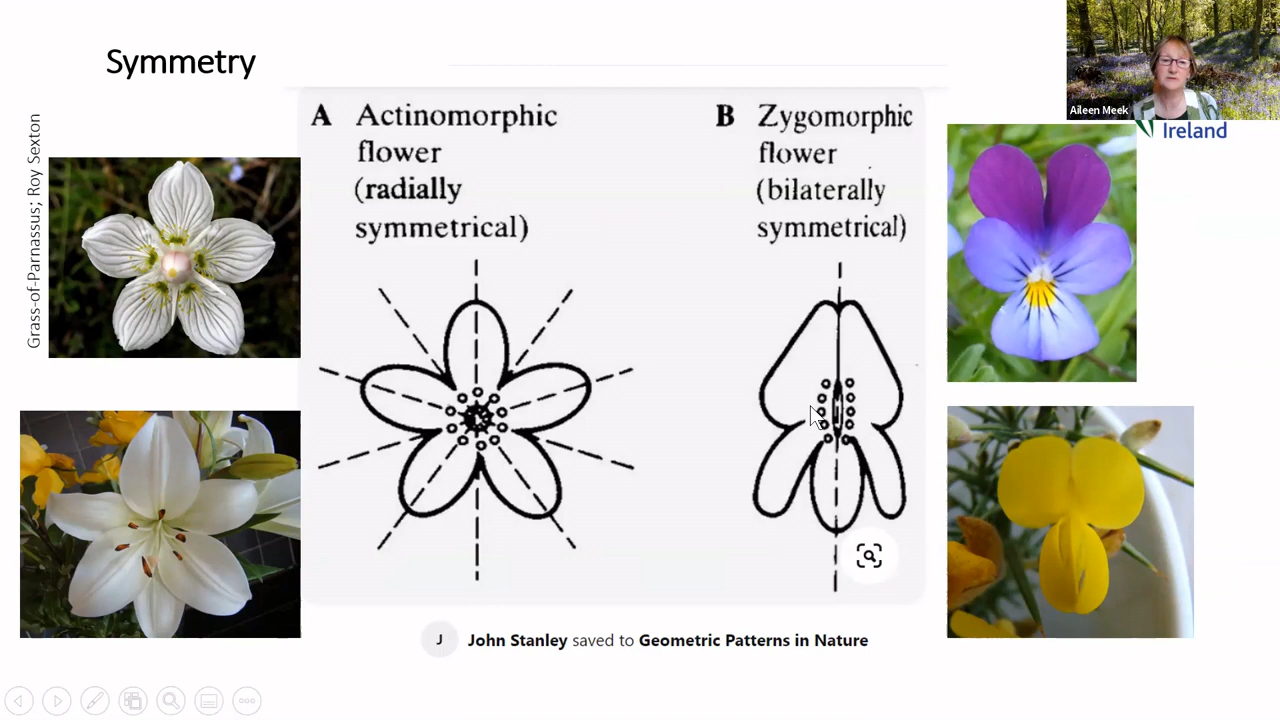 Symmetry
Aileen Meek
Ireland
Grass-of-Parnassus; Roy Sexton
A Actinomorphic
flower
(radially
symmetrical)
B Zygomorphic
flower
(bilaterally
symmetrical)
J John Stanley saved to Geometric Patterns in Nature